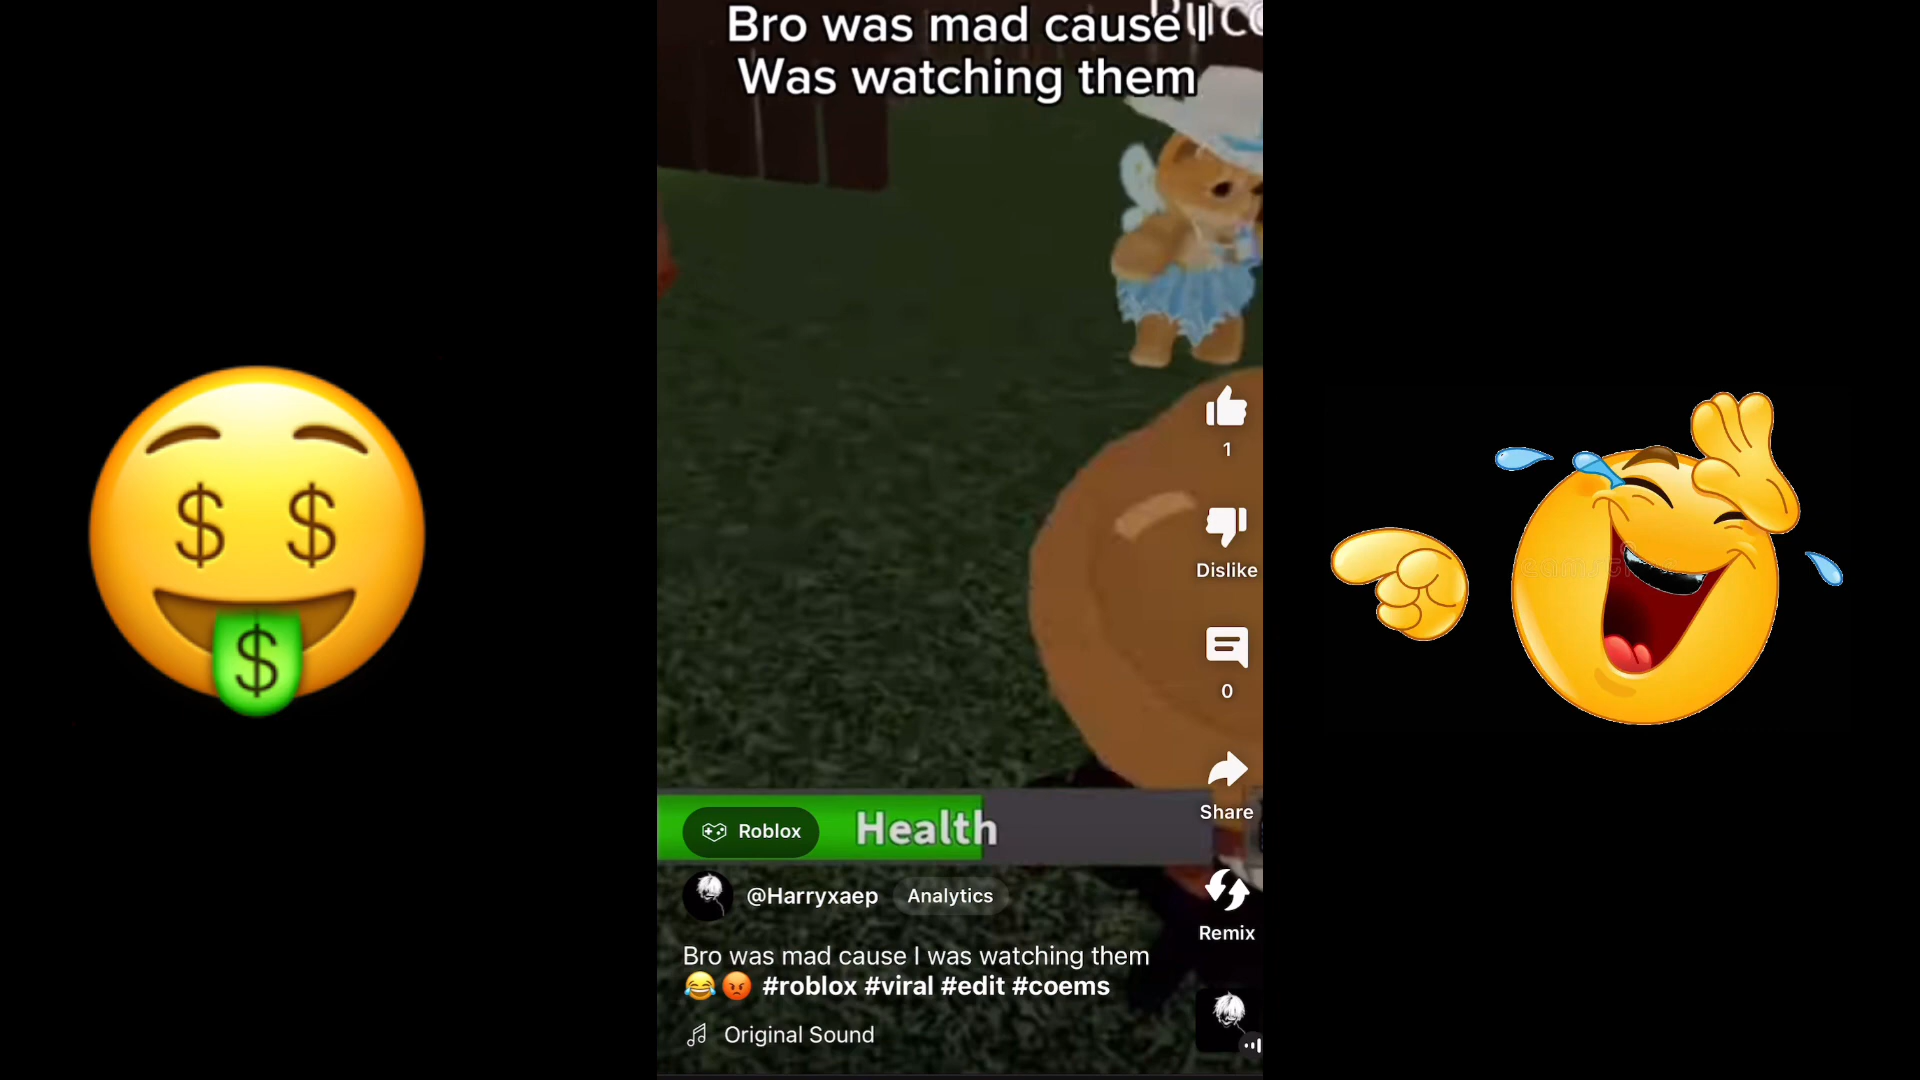 Bro was mad cause I
Was watching them
$ $
$
1
Dislike
0
Share
Health
Roblox
@Harryxaep
Analytics
Remix
Bro was mad cause I was watching them
😂😡 #roblox #viral #edit #coems
Original Sound